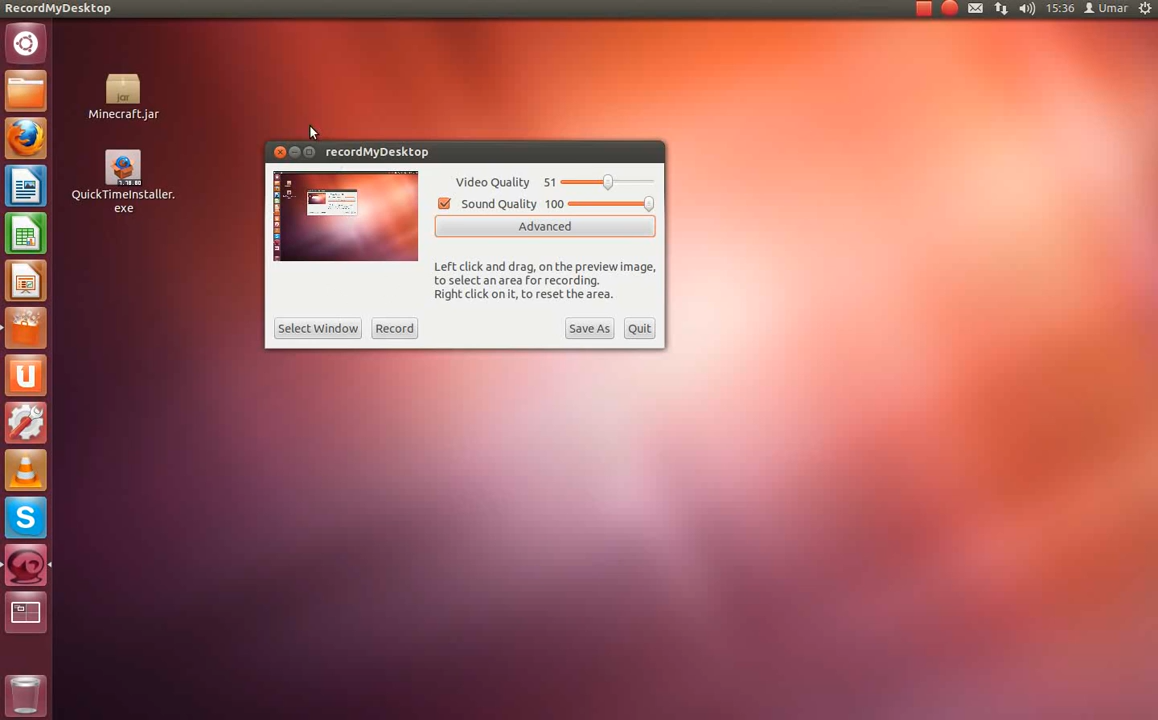 RecordMyDesktop
15:36
Umar
Minecraft.jar
QuickTimeInstaller.
exe
recordMyDesktop
Video Quality 51
Sound Quality 100
Advanced
Left click and drag, on the preview image,
to select an area for recording.
Right click on it, to reset the area.
Select Window
Record
Save As
Quit
jar